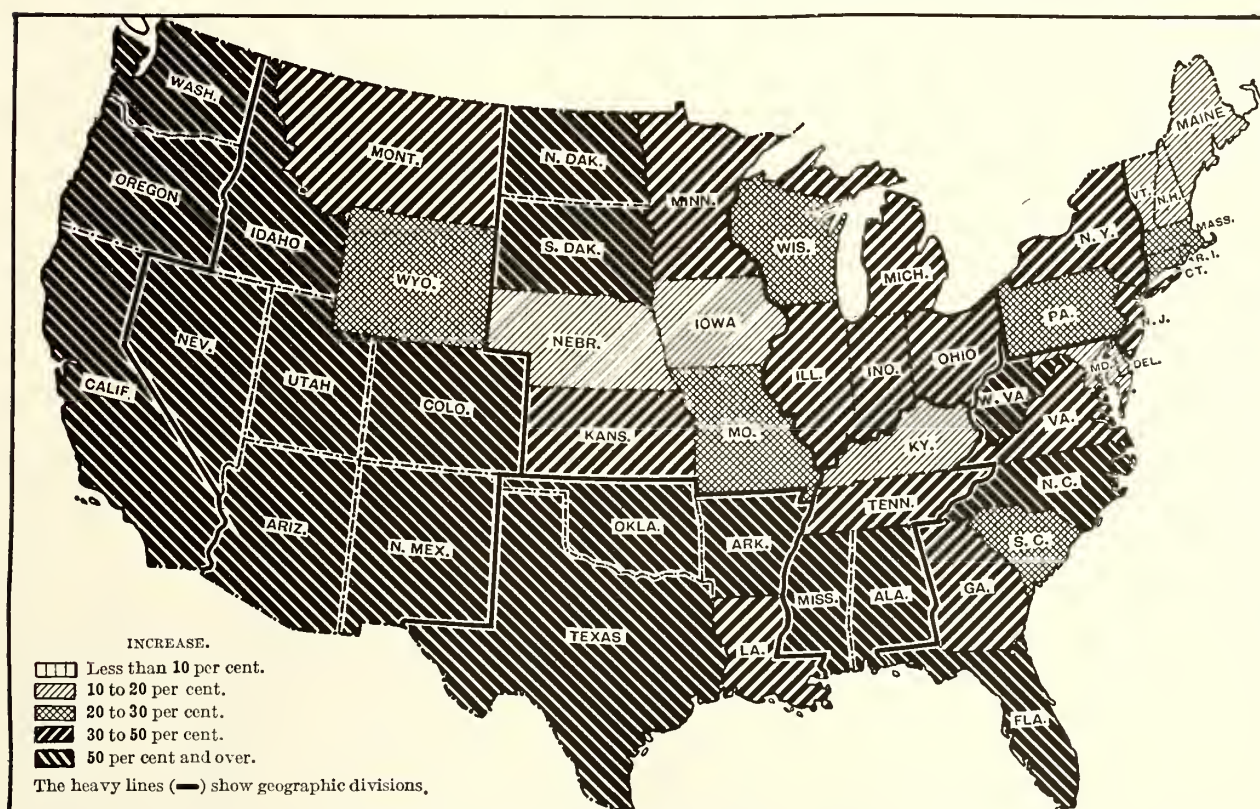 WASH.
MONT.
N. DAK.
MINN.
MAINE
OREGON
VT.
N.H.
IDAHO
S. DAK.
WIS.
N. Y.
MASS.
R. I.
CT.
WYO.
MICH.
NEBR.
IOWA
PA.
N. J.
NEV.
UTAH
COLO.
ILL.
INO.
OHIO
MD.
DEL.
CALIF.
KANS.
MO.
W. VA
VA.
KY.
ARIZ.
N. MEX.
OKLA.
ARK.
TENN.
N. C.
S. C.
MISS.
ALA.
GA.
TEXAS
LA.
FLA.
INCREASE.
Less than 10 per cent.
10 to 20 per cent.
20 to 30 per cent.
30 to 50 per cent.
50 per cent and over.
The heavy lines (▬) show geographic divisions.